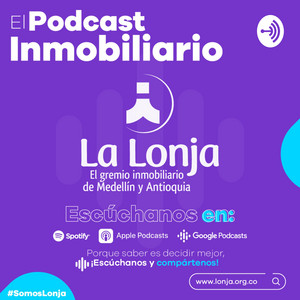 El Podcast
Inmobiliario
La Lonja
El gremio inmobiliario
de Medellín y Antioquia
Escúchanos en:
Spotify Apple Podcasts Google Podcasts
Porque saber es decidir mejor,
¡Escúchanos y compártenos!
www.lonja.org.co
#SomosLonja